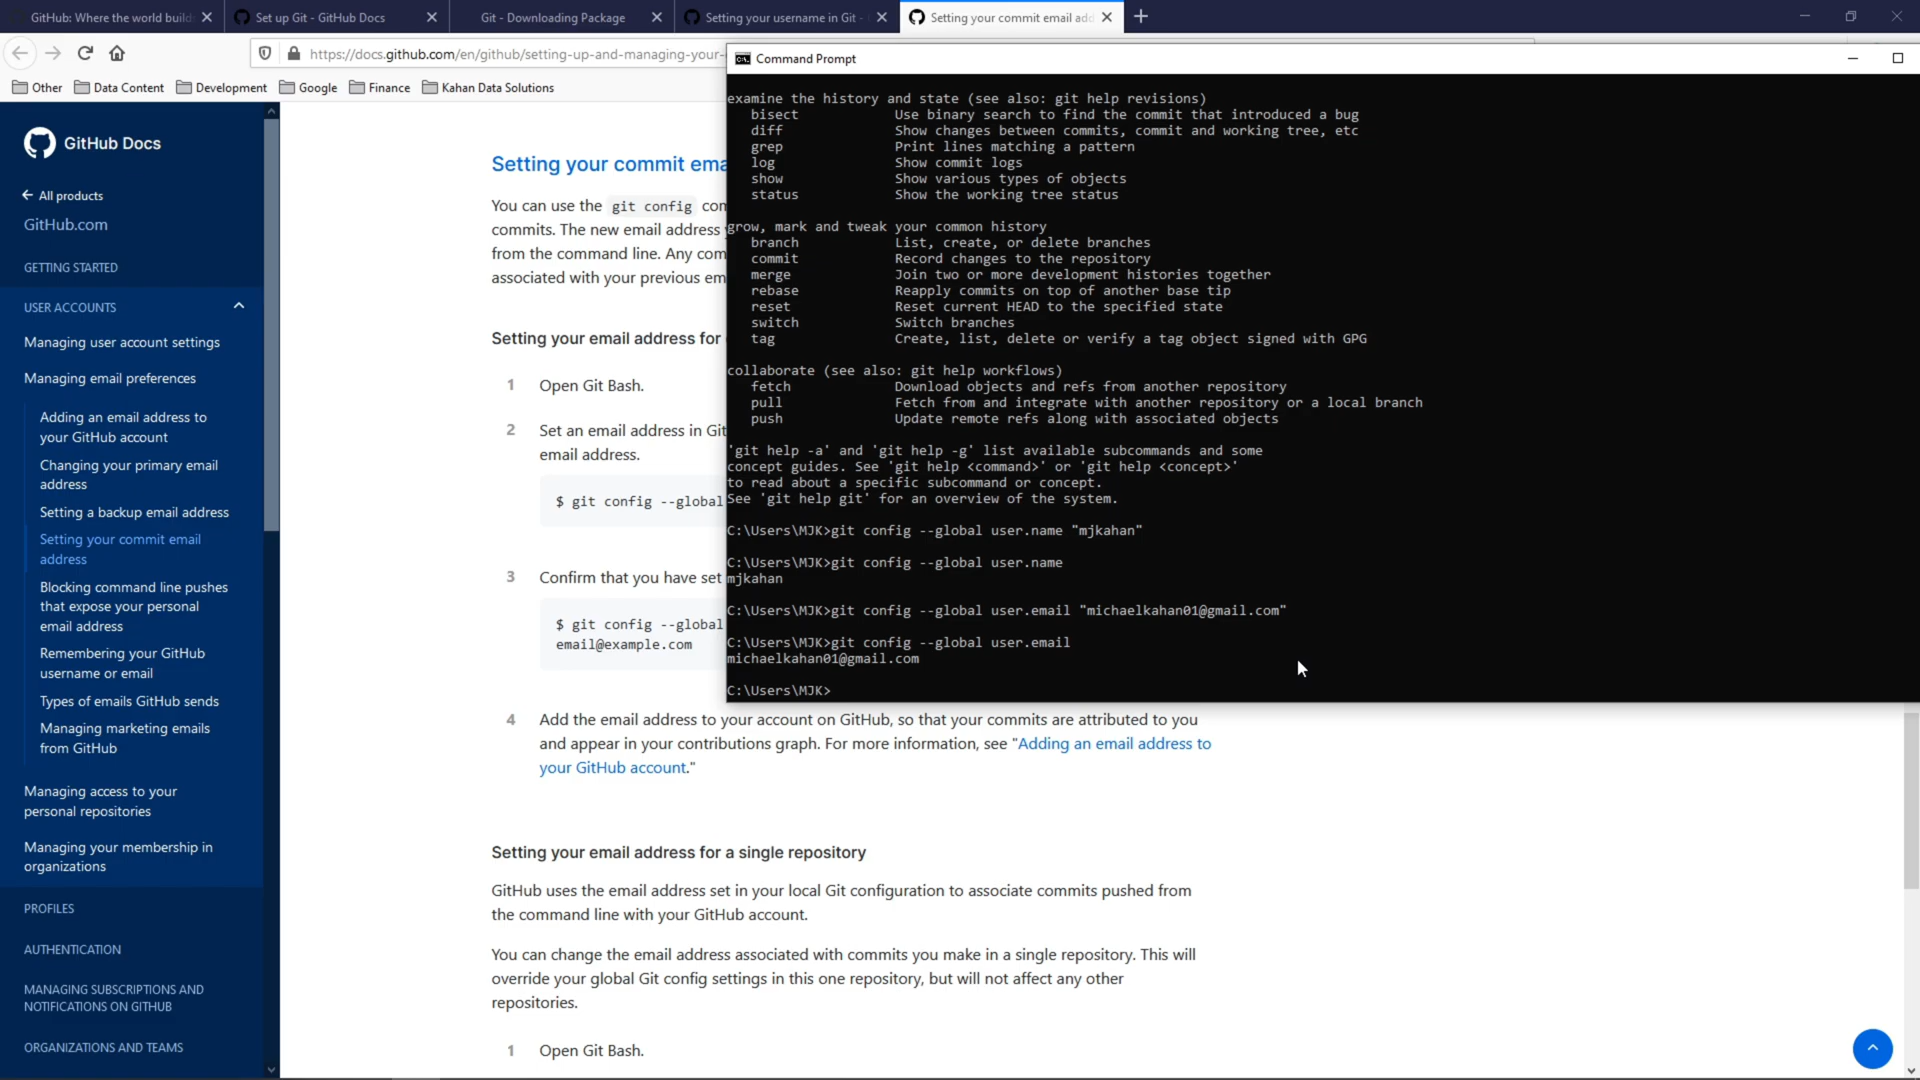 GitHub: Where the world build
Set up Git - GitHub Docs
Git - Downloading Package
Setting your username in Git -
Setting your commit email add
https://docs.github.com/en/github/setting-up-and-managing-your-
Other
Data Content
Development
Google
Finance
Kahan Data Solutions
GitHub Docs
All products
GitHub.com
GETTING STARTED
USER ACCOUNTS
Managing user account settings
Managing email preferences
Adding an email address to
your GitHub account
Changing your primary email
address
Setting a backup email address
Setting your commit email
address
Blocking command line pushes
that expose your personal
email address
Remembering your GitHub
username or email
Types of emails GitHub sends
Managing marketing emails
from GitHub
Managing access to your
personal repositories
Managing your membership in
organizations
PROFILES
AUTHENTICATION
MANAGING SUBSCRIPTIONS AND
NOTIFICATIONS ON GITHUB
ORGANIZATIONS AND TEAMS
Setting your commit ema
You can use the git config com
commits. The new email address
from the command line. Any com
associated with your previous em
Setting your email address for
1 Open Git Bash.
2 Set an email address in Git
email address.
$ git config --global
3 Confirm that you have set
$ git config --global
email@example.com
4 Add the email address to your account on GitHub, so that your commits are attributed to you
and appear in your contributions graph. For more information, see "Adding an email address to
your GitHub account."
Setting your email address for a single repository
GitHub uses the email address set in your local Git configuration to associate commits pushed from
the command line with your GitHub account.
You can change the email address associated with commits you make in a single repository. This will
override your global Git config settings in this one repository, but will not affect any other
repositories.
1 Open Git Bash.
Command Prompt
examine the history and state (see also: git help revisions)
bisect Use binary search to find the commit that introduced a bug
diff Show changes between commits, commit and working tree, etc
grep Print lines matching a pattern
log Show commit logs
show Show various types of objects
status Show the working tree status
grow, mark and tweak your common history
branch List, create, or delete branches
commit Record changes to the repository
merge Join two or more development histories together
rebase Reapply commits on top of another base tip
reset Reset current HEAD to the specified state
switch Switch branches
tag Create, list, delete or verify a tag object signed with GPG
collaborate (see also: git help workflows)
fetch Download objects and refs from another repository
pull Fetch from and integrate with another repository or a local branch
push Update remote refs along with associated objects
'git help -a' and 'git help -g' list available subcommands and some
concept guides. See 'git help <command>' or 'git help <concept>'
to read about a specific subcommand or concept.
See 'git help git' for an overview of the system.
C:\Users\MJK>git config --global user.name "mjkahan"
C:\Users\MJK>git config --global user.name
mjkahan
C:\Users\MJK>git config --global user.email "michaelkahan01@gmail.com"
C:\Users\MJK>git config --global user.email
michaelkahan01@gmail.com
C:\Users\MJK>